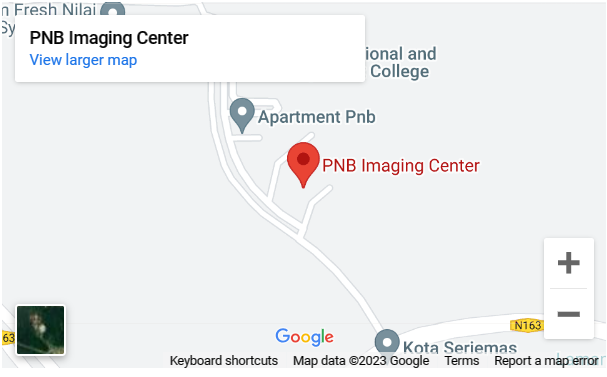 m Fresh Nilai
Sy
PNB Imaging Center
View larger map
ional and
College
Apartment Pnb
PNB Imaging Center
N163
63
Google
Kota Seriemas
Keyboard shortcuts
Map data ©2023 Google
Terms
Report a map error